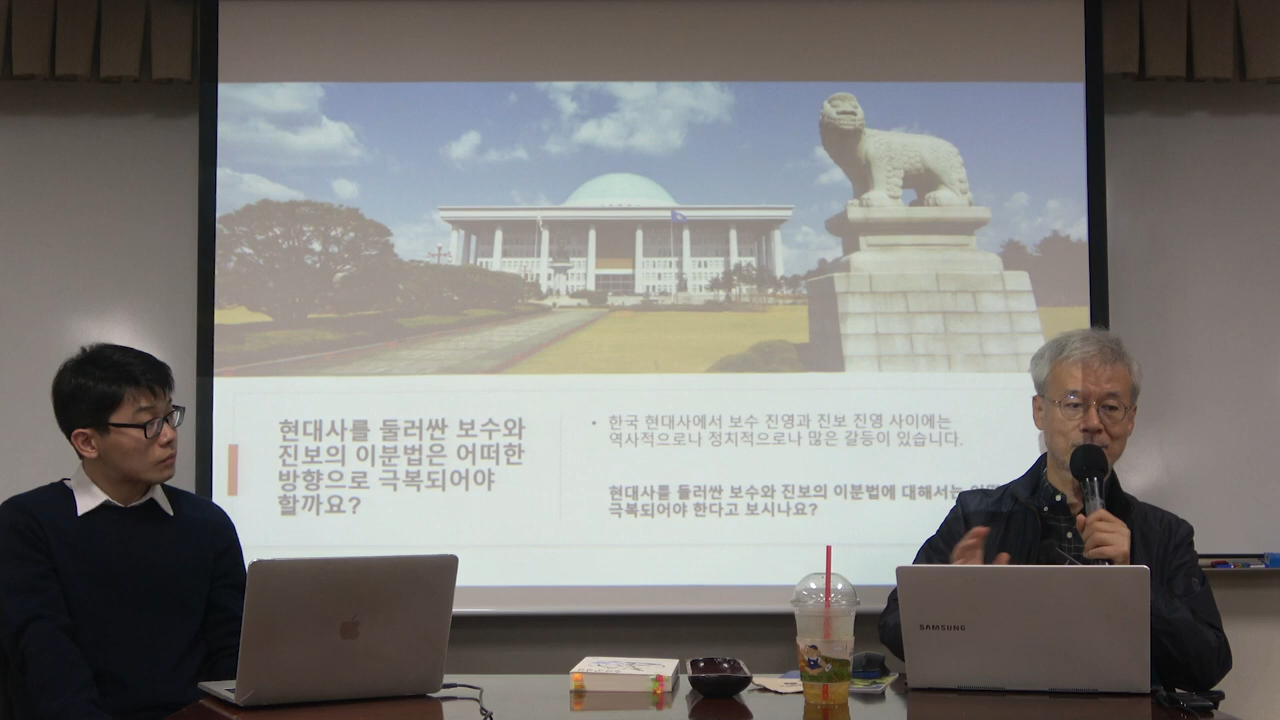 현대사를 둘러싼 보수와
진보의 이분법은 어떠한
방향으로 극복되어야
할까요?
• 한국 현대사에서 보수 진영과 진보 진영 사이에는
역사적으로나 정치적으로나 많은 갈등이 있습니다.
현대사를 둘러싼 보수와 진보의 이분법에 대해서는
극복되어야 한다고 보시나요?
SAMSUNG